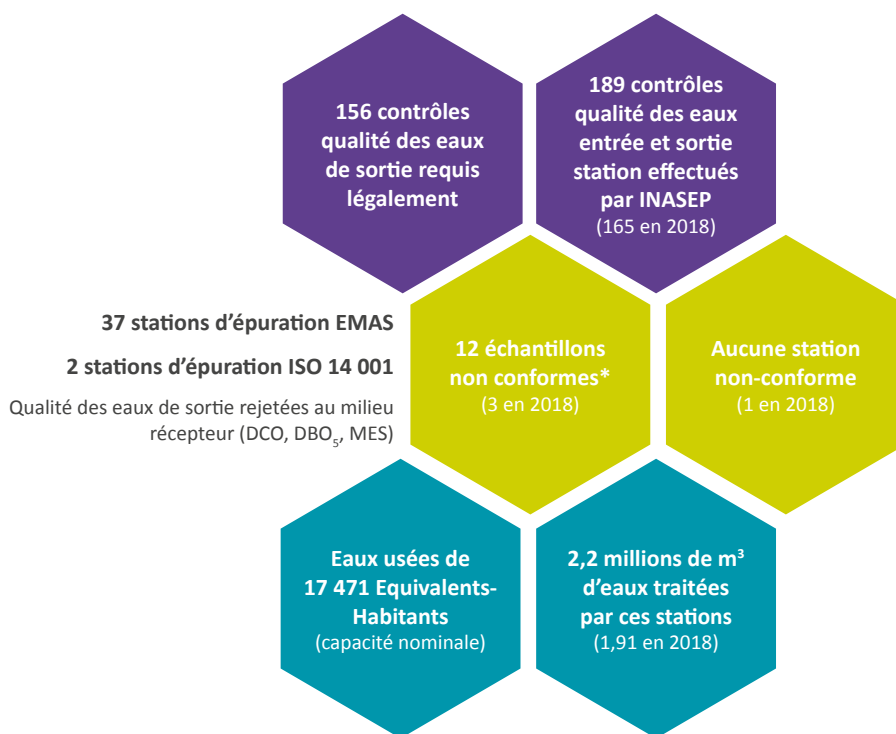 156 contrôles
qualité des eaux
de sortie requis
légalement
189 contrôles
qualité des eaux
entrée et sortie
station effectués
par INASEP
(165 en 2018)
37 stations d'épuration EMAS
2 stations d'épuration ISO 14 001
Qualité des eaux de sortie rejetées au milieu
récepteur (DCO, DBO₅, MES)
12 échantillons
non conformes*
(3 en 2018)
Aucune station
non-conforme
(1 en 2018)
Eaux usées de
17 471 Equivalents-
Habitants
(capacité nominale)
2,2 millions de m³
d'eaux traitées
par ces stations
(1,91 en 2018)